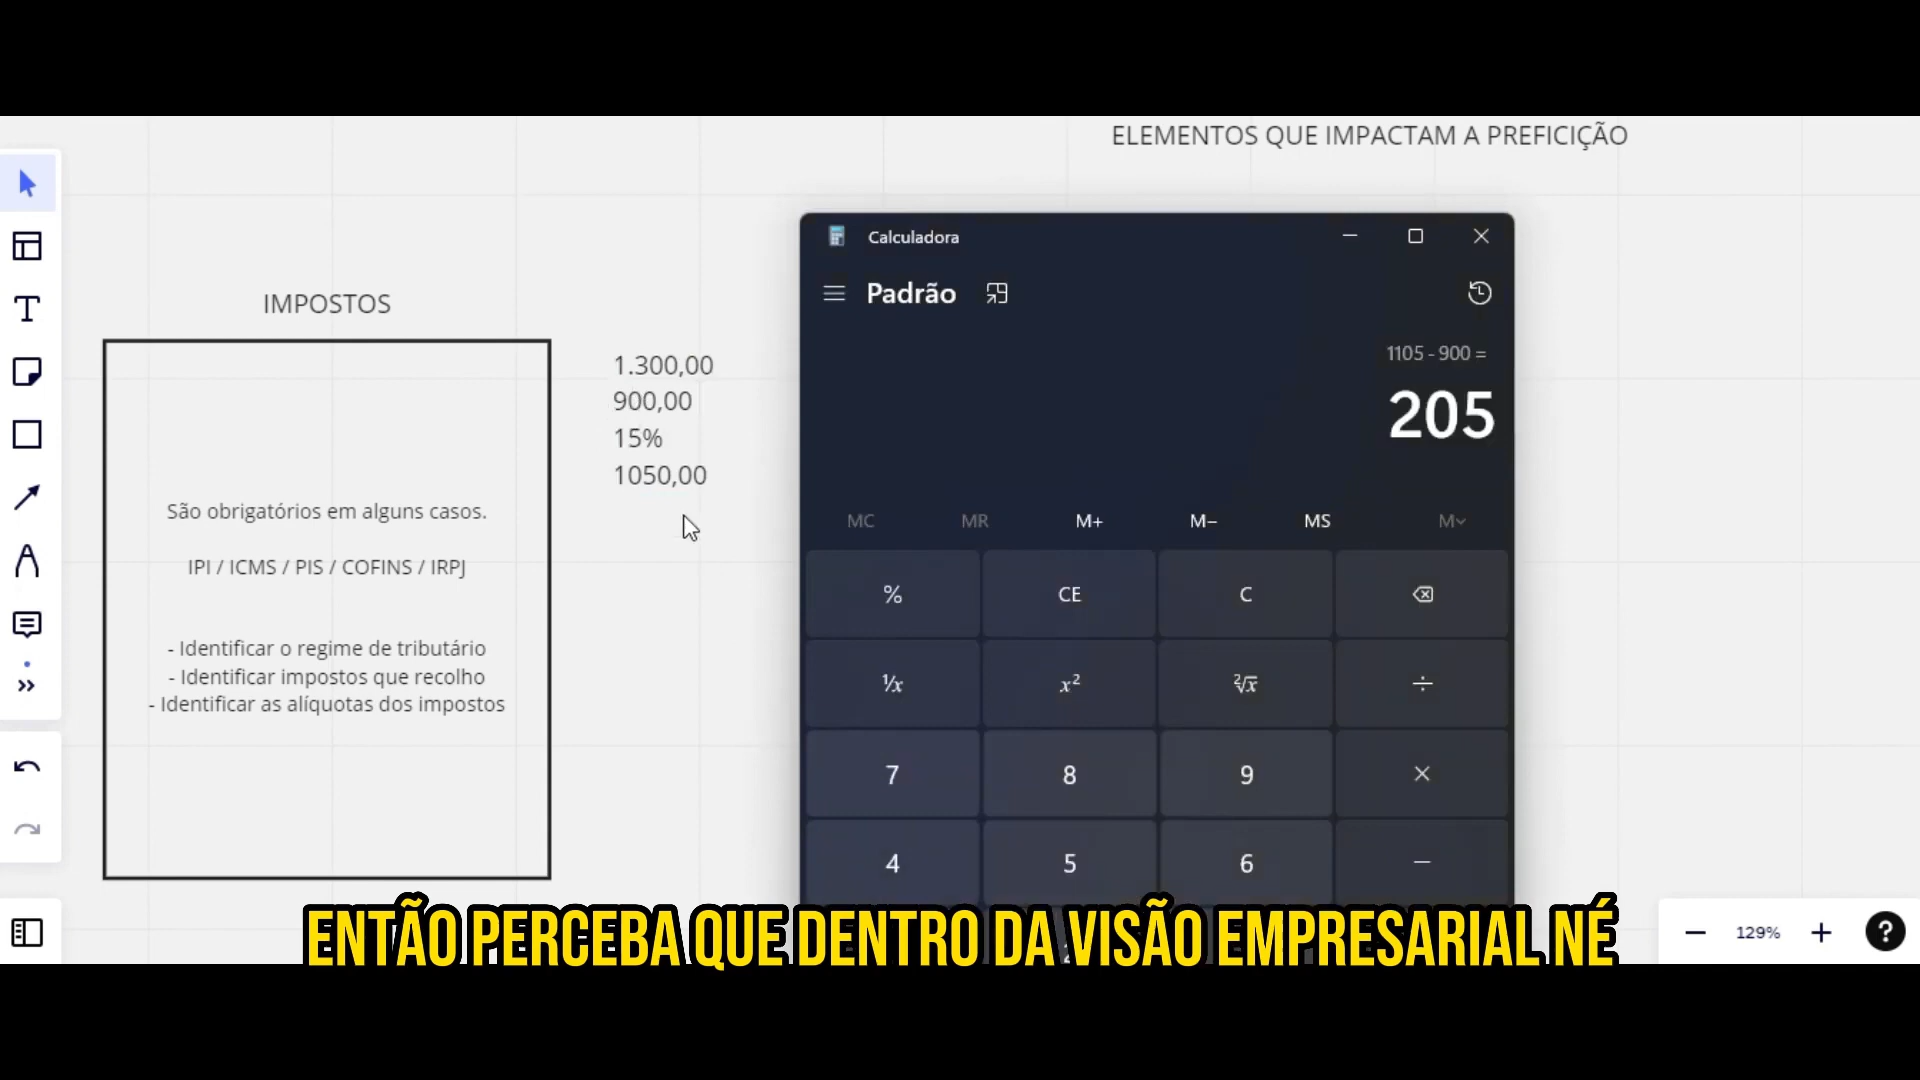 ELEMENTOS QUE IMPACTAM A PREFICIÇÃO
IMPOSTOS
São obrigatórios em alguns casos.
IPI / ICMS / PIS / COFINS / IRPJ
- Identificar o regime de tributário
- Identificar impostos que recolho
- Identificar as alíquotas dos impostos
1.300,00
900,00
15%
1050,00
Calculadora
Padrão
1105 - 900 =
205
MC MR M+ M− MS M˅
% CE C
⅟x x² ²√x ÷
7 8 9 ×
4 5 6 −
ENTÃO PERCEBA QUE DENTRO DA VISÃO EMPRESARIAL NÉ
− 129% + ?